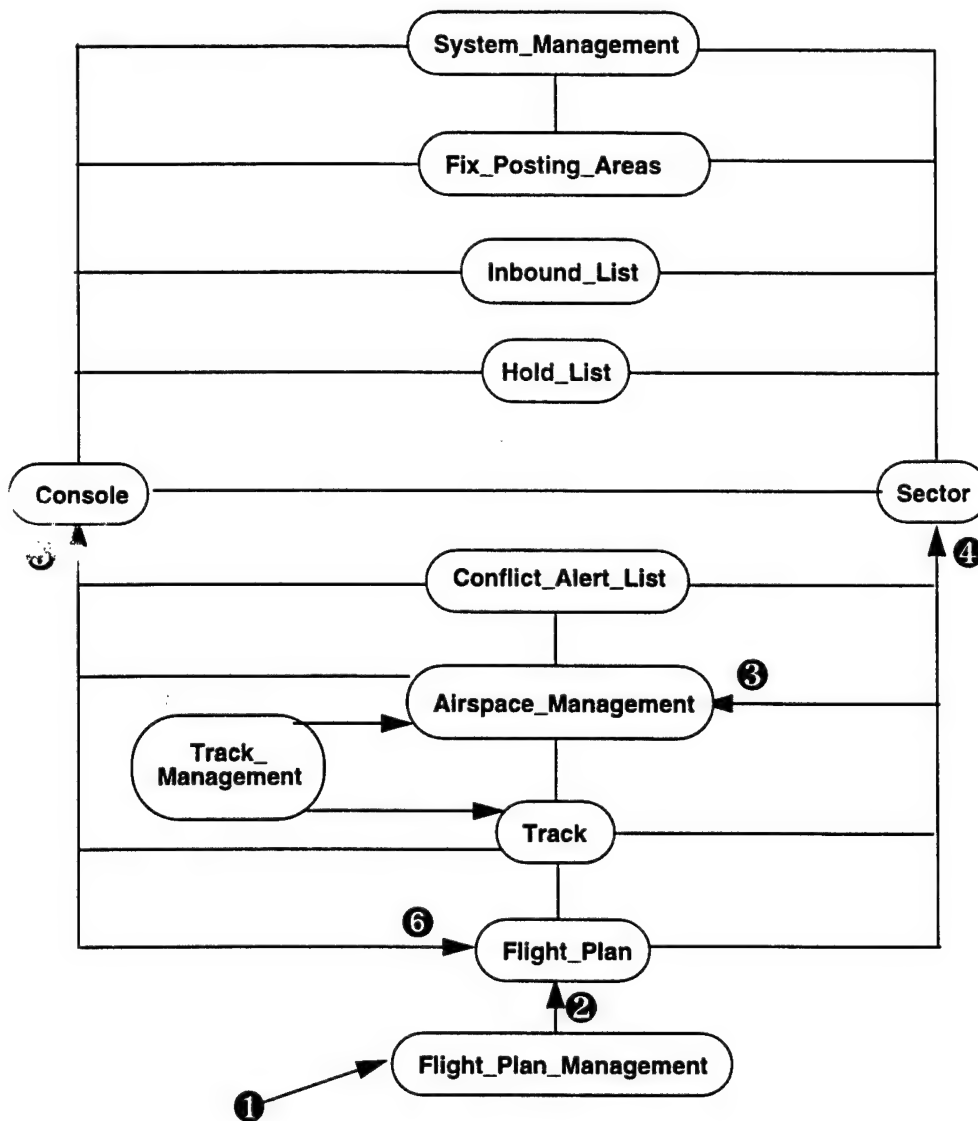 System_Management
Fix_Posting_Areas
Inbound_List
Hold_List
Console
Sector
4
Conflict_Alert_List
3
Airspace_Management
Track_
Management
Track
6
Flight_Plan
2
Flight_Plan_Management
1